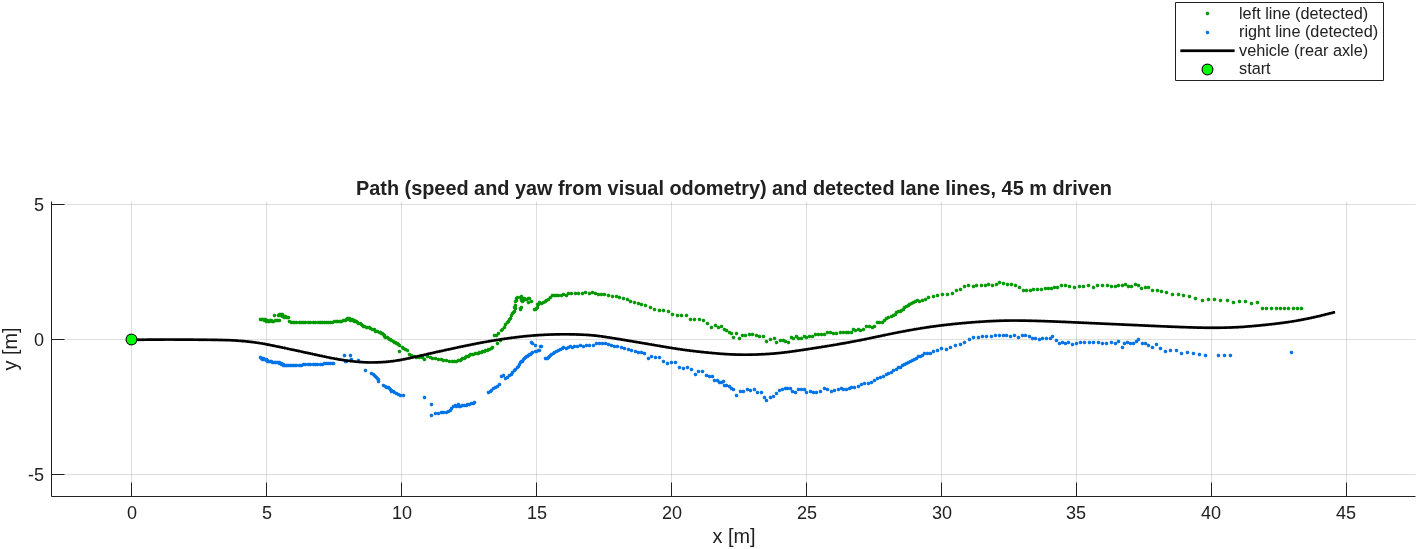 left line (detected)
right line (detected)
vehicle (rear axle)
start
Path (speed and yaw from visual odometry) and detected lane lines, 45 m driven
5
0
-5
y [m]
0 5 10 15 20 25 30 35 40 45
x [m]